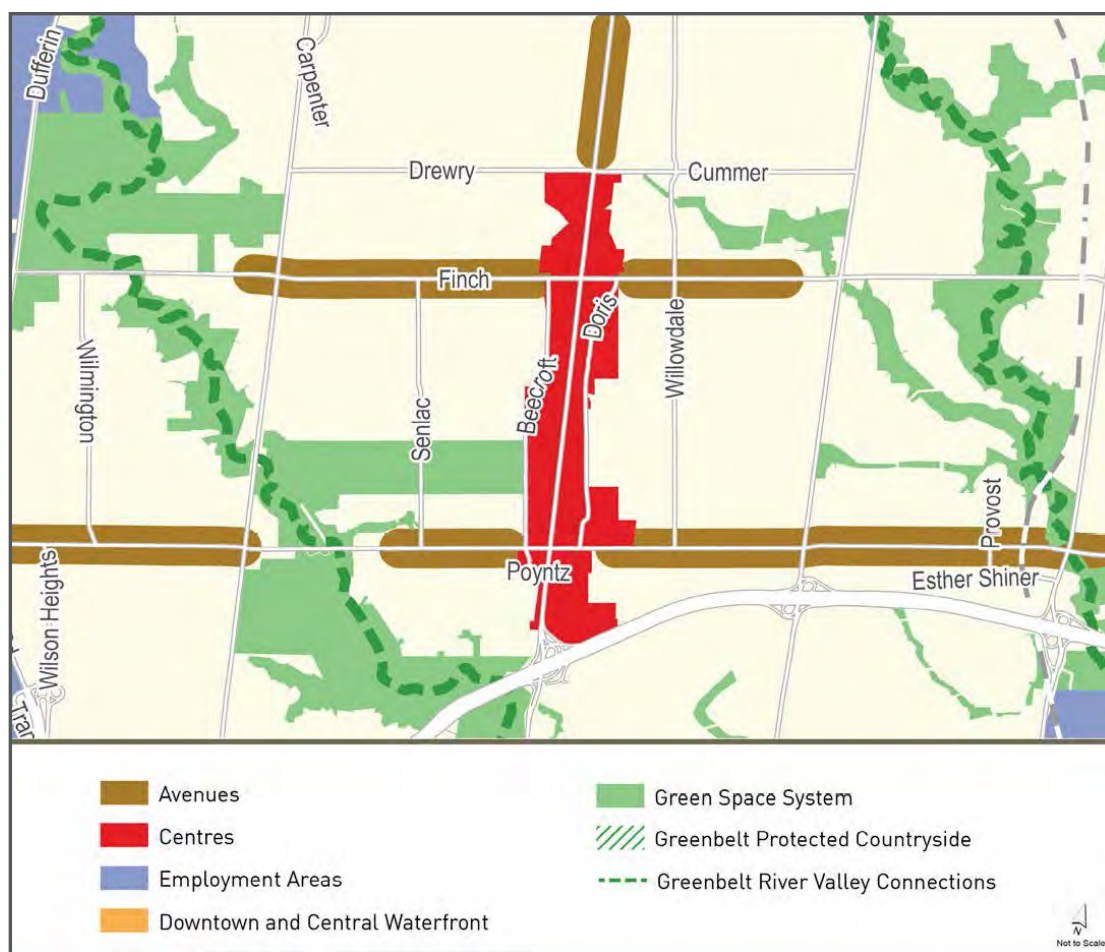 Dufferin
Carpenter
Drewry
Cummer
Finch
Doris
Wilmington
Senlac
Beecroft
Willowdale
Provost
Poyntz
Esther Shiner
Wilson Heights
Tran
Avenues
Centres
Employment Areas
Downtown and Central Waterfront
Green Space System
Greenbelt Protected Countryside
Greenbelt River Valley Connections
N
Not to Scale